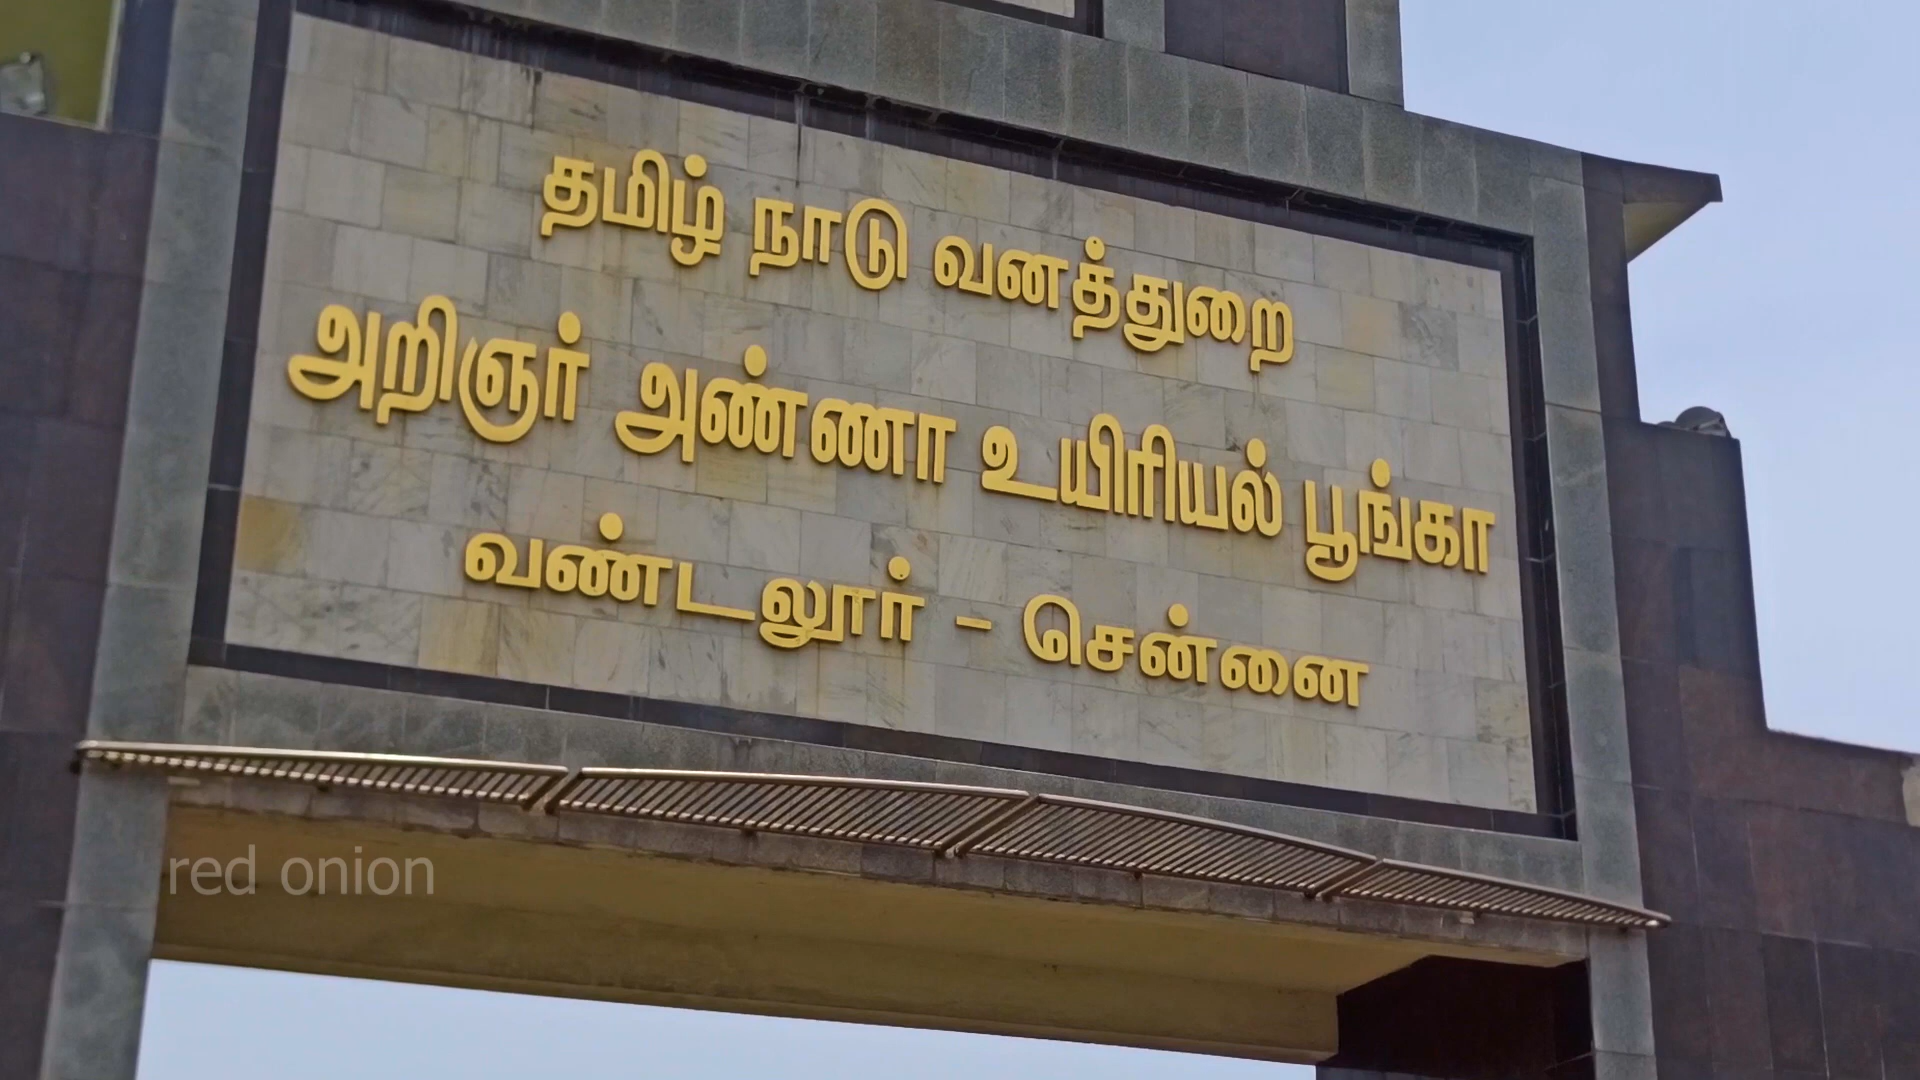 தமிழ் நாடு வனத்துறை
அறிஞர் அண்ணா உயிரியல் பூங்கா
வண்டலூர் - சென்னை
red onion